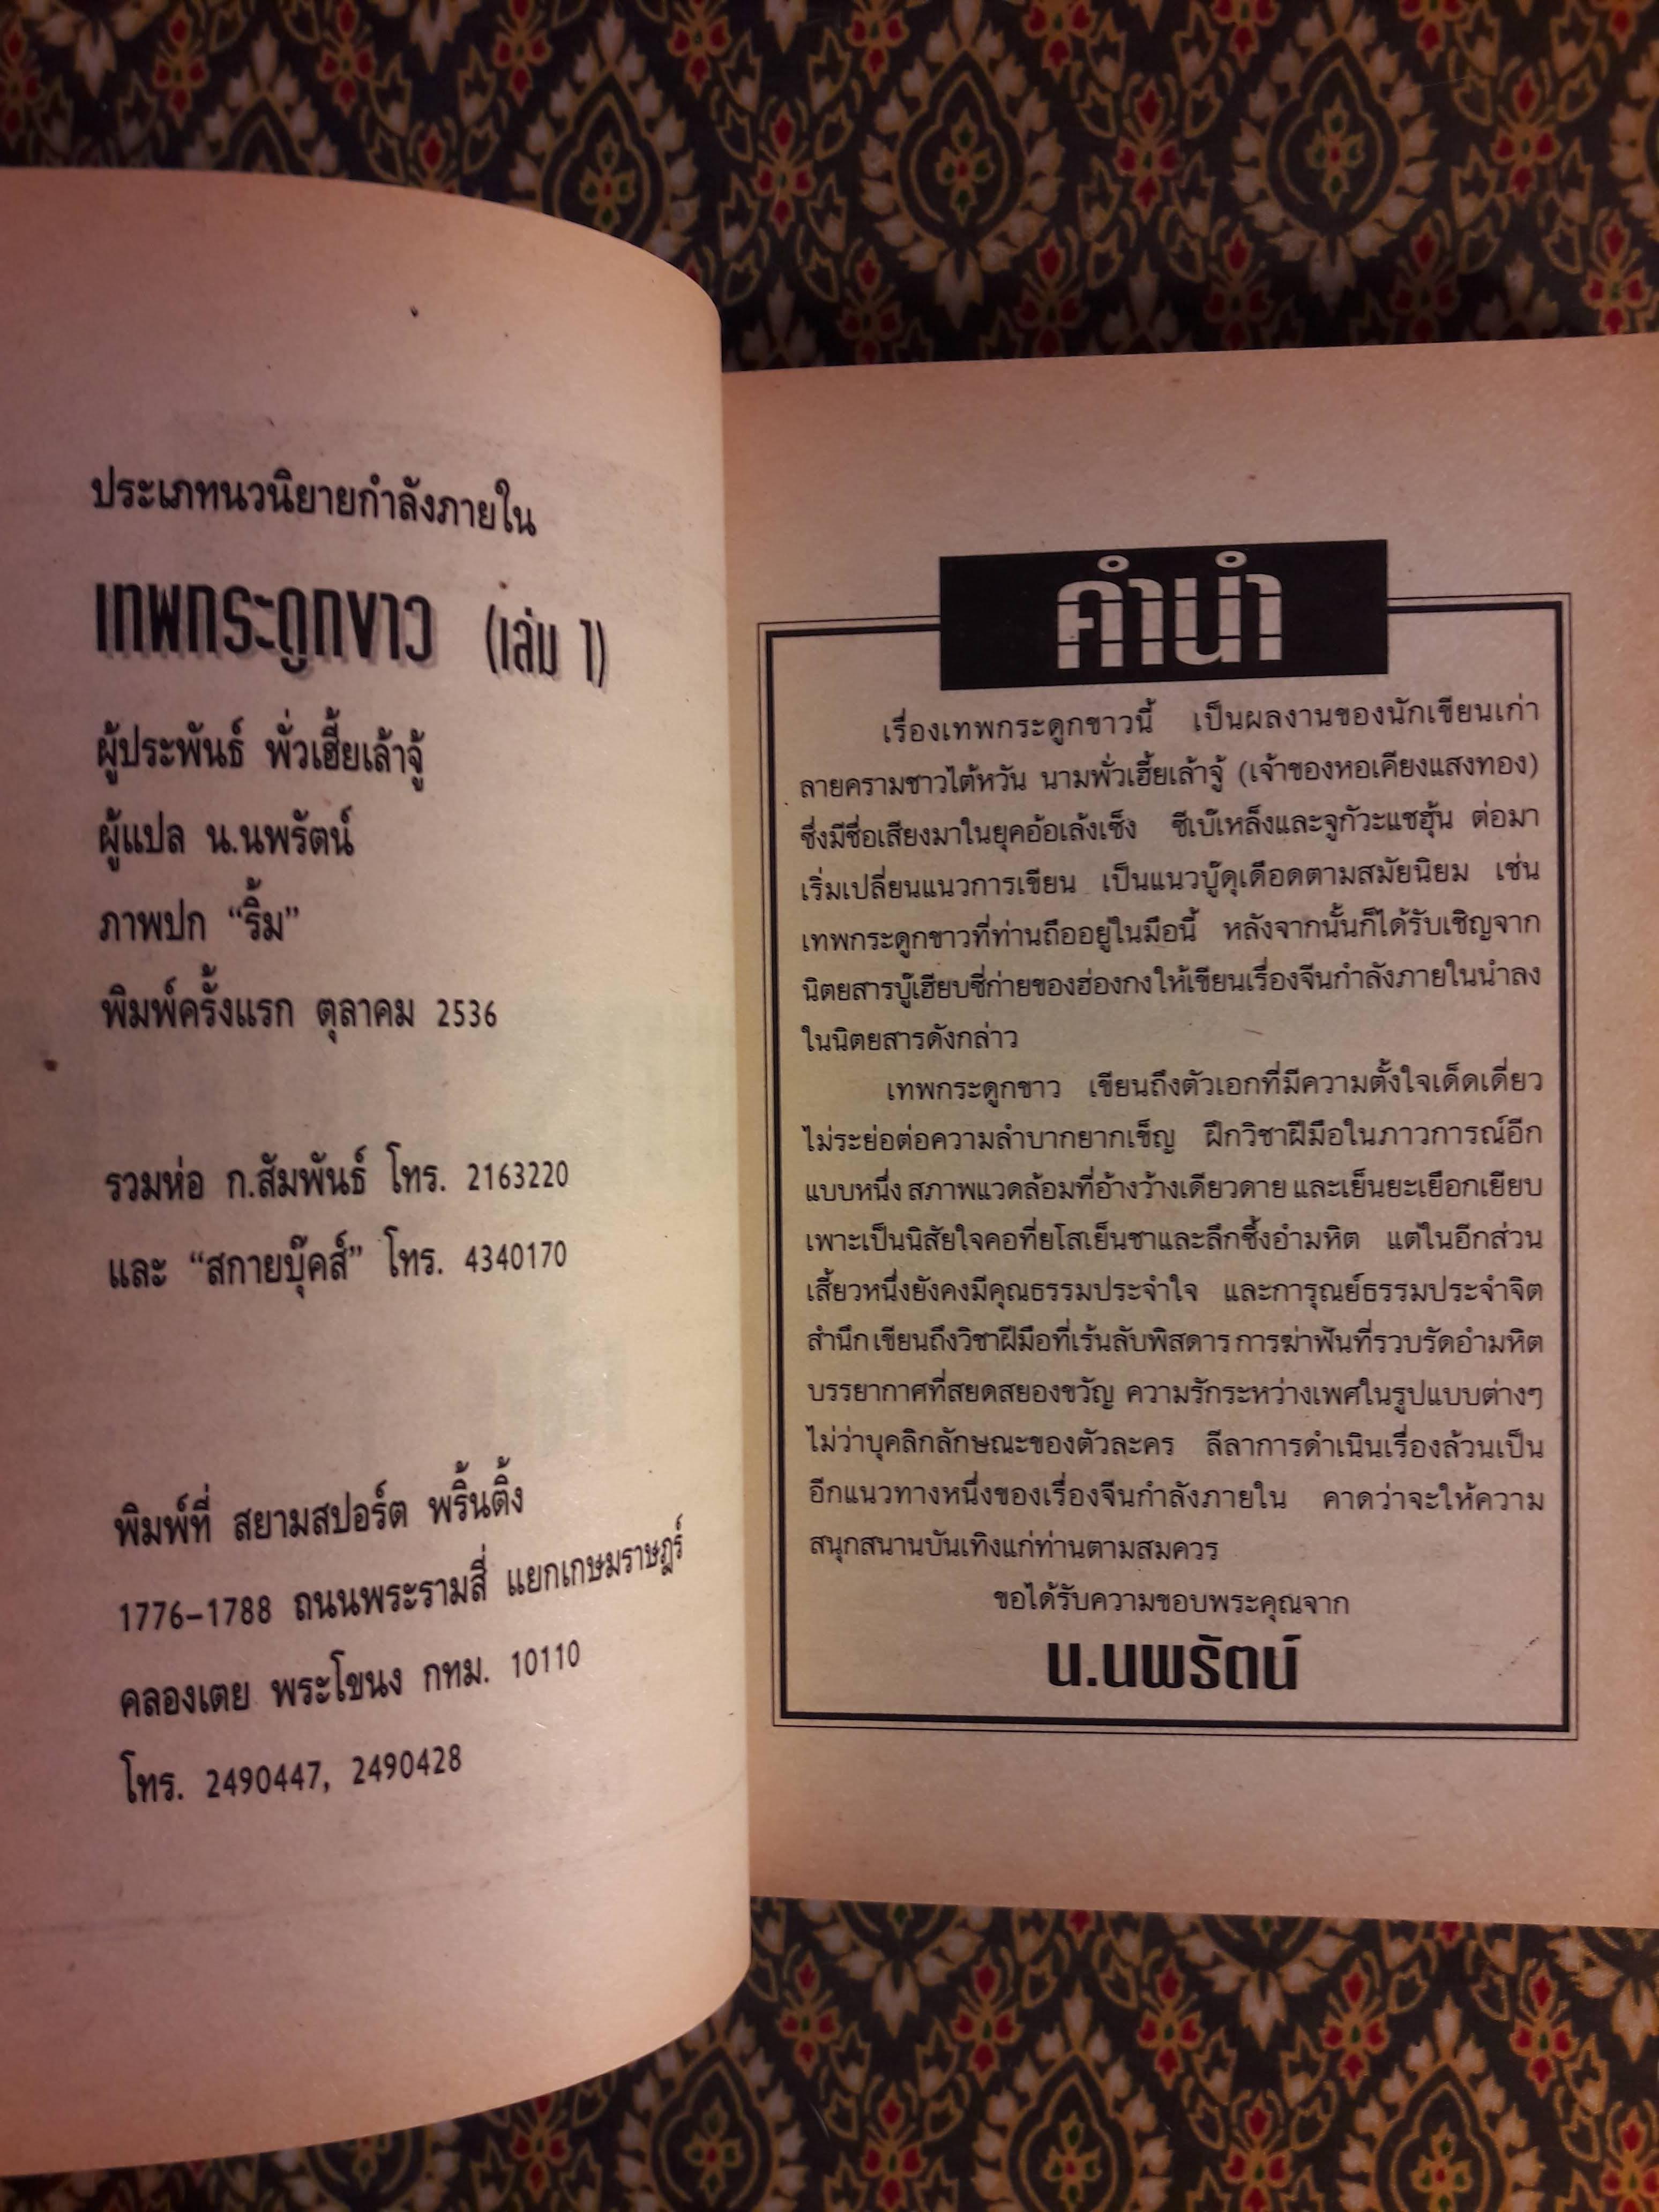 ประเภทนวนิยายกำลังภายใน
เทพกระดูกขาว (เล่ม 1)
ผู้ประพันธ์ พั่วเฮี้ยเล้าจู้
ผู้แปล น.นพรัตน์
ภาพปก “ริ้ม”
พิมพ์ครั้งแรก ตุลาคม 2536
รวมห่อ ก.สัมพันธ์ โทร. 2163220
และ “สกายบุ๊คส์” โทร. 4340170
พิมพ์ที่ สยามสปอร์ต พริ้นติ้ง
1776-1788 ถนนพระรามสี่ แยกเกษมราษฎร์
คลองเตย พระโขนง กทม. 10110
โทร. 2490447, 2490428
คำนำ
เรื่องเทพกระดูกขาวนี้ เป็นผลงานของนักเขียนเก่า
ลายครามชาวไต้หวัน นามพั่วเฮี้ยเล้าจู้ (เจ้าของหอเคียงแสงทอง)
ซึ่งมีชื่อเสียงมาในยุคอ้อเล้งเซ็ง ซีเบ๊เหล็งและจูกัวะแชฮุ้น ต่อมา
เริ่มเปลี่ยนแนวการเขียน เป็นแนวบู๊ดุเดือดตามสมัยนิยม เช่น
เทพกระดูกขาวที่ท่านถืออยู่ในมือนี้ หลังจากนั้นก็ได้รับเชิญจาก
นิตยสารบู๊เฮียบซี่ก่ายของฮ่องกงให้เขียนเรื่องจีนกำลังภายในนำลง
ในนิตยสารดังกล่าว
เทพกระดูกขาว เขียนถึงตัวเอกที่มีความตั้งใจเด็ดเดี่ยว
ไม่ระย่อต่อความลำบากยากเข็ญ ฝึกวิชาฝีมือในภาวการณ์อีก
แบบหนึ่ง สภาพแวดล้อมที่อ้างว้างเดียวดาย และเย็นยะเยือกเยียบ
เพาะเป็นนิสัยใจคอที่ยโสเย็นชาและลึกซึ้งอำมหิต แต่ในอีกส่วน
เสี้ยวหนึ่งยังคงมีคุณธรรมประจำใจ และการุณย์ธรรมประจำจิต
สำนึก เขียนถึงวิชาฝีมือที่เร้นลับพิสดาร การฆ่าฟันที่รวบรัดอำมหิต
บรรยากาศที่สยดสยองขวัญ ความรักระหว่างเพศในรูปแบบต่างๆ
ไม่ว่าบุคลิกลักษณะของตัวละคร ลีลาการดำเนินเรื่องล้วนเป็น
อีกแนวทางหนึ่งของเรื่องจีนกำลังภายใน คาดว่าจะให้ความ
สนุกสนานบันเทิงแก่ท่านตามสมควร
ขอได้รับความขอบพระคุณจาก
น.นพรัตน์